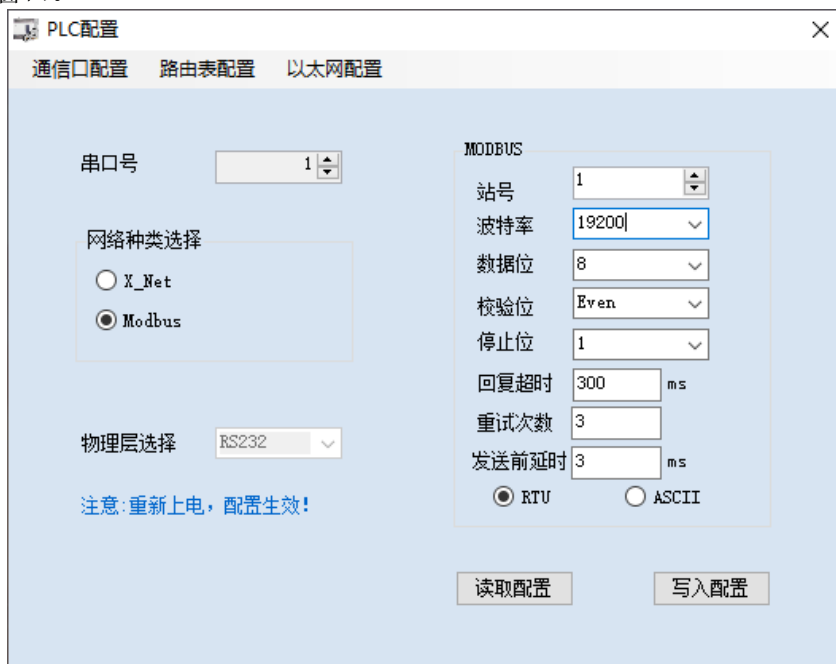 PLC配置
通信口配置 路由表配置 以太网配置
串口号 1
网络种类选择
X_Net
Modbus
物理层选择 RS232
注意:重新上电，配置生效!
MODBUS
站号 1
波特率 19200
数据位 8
校验位 Even
停止位 1
回复超时 300 ms
重试次数 3
发送前延时 3 ms
RTU ASCII
读取配置 写入配置